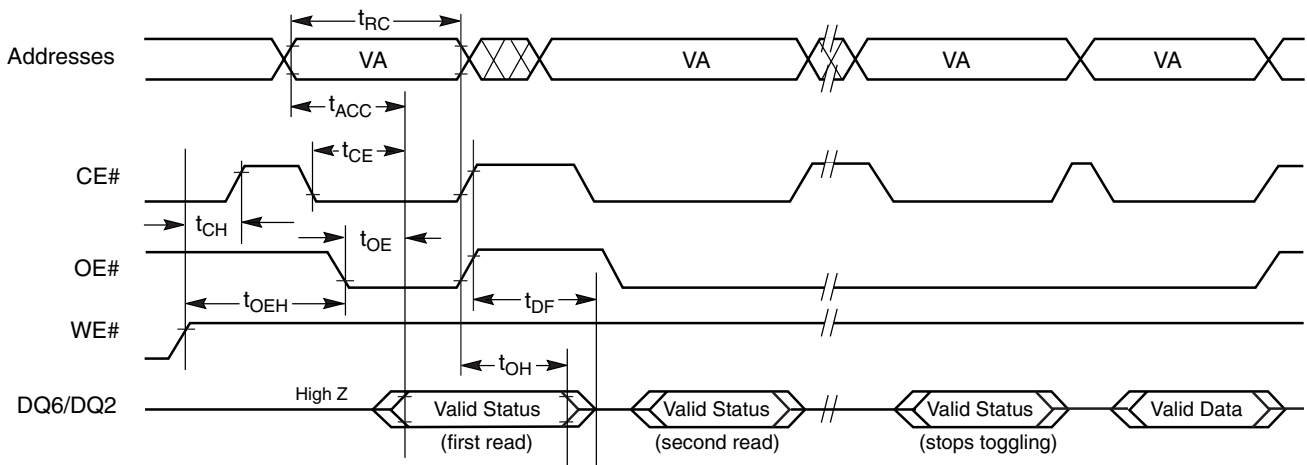 tRC
Addresses VA VA VA VA
tACC
tCE
CE#
tCH
tOE
OE#
tOEH tDF
WE#
tOH
High Z
DQ6/DQ2 Valid Status Valid Status Valid Status Valid Data
(first read) (second read) (stops toggling)